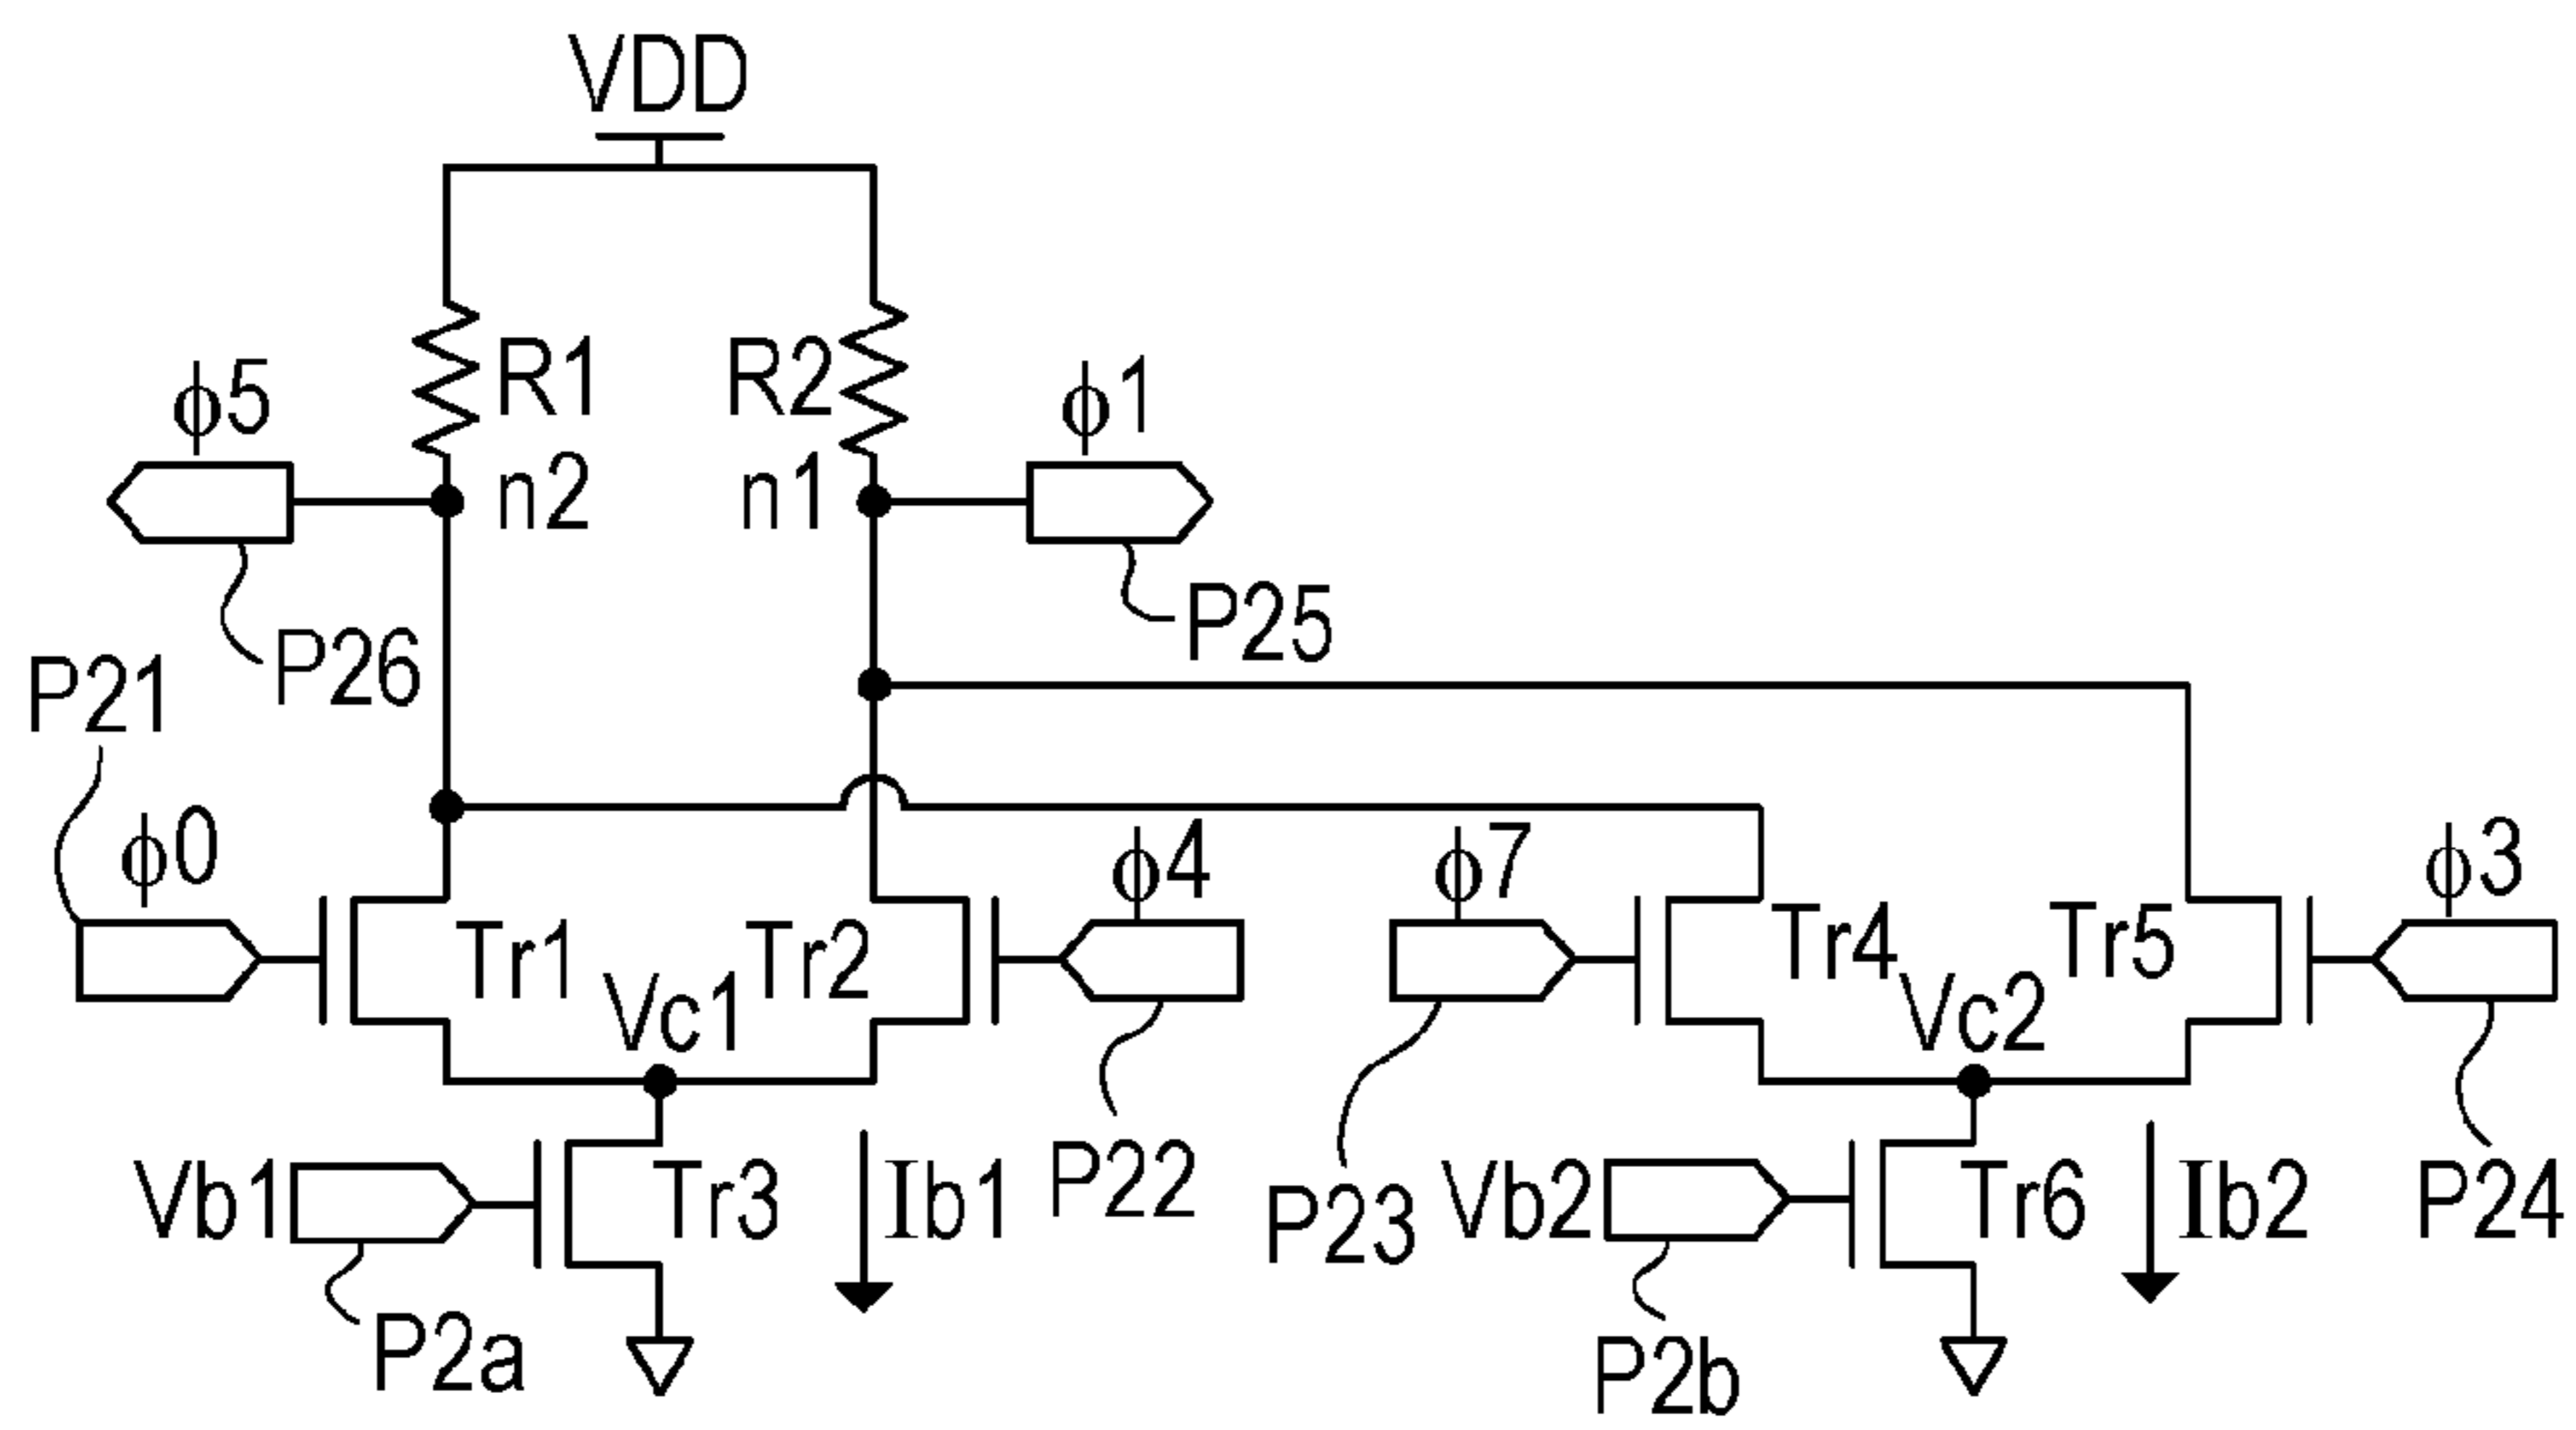 VDD
ϕ5
R1
R2
ϕ1
n2
n1
P26
P25
P21
ϕ0
ϕ4
ϕ7
ϕ3
Tr1
Vc1
Tr2
Tr4
Vc2
Tr5
Vb1
Tr3
Ib1
P22
P23
Vb2
Tr6
Ib2
P24
P2a
P2b